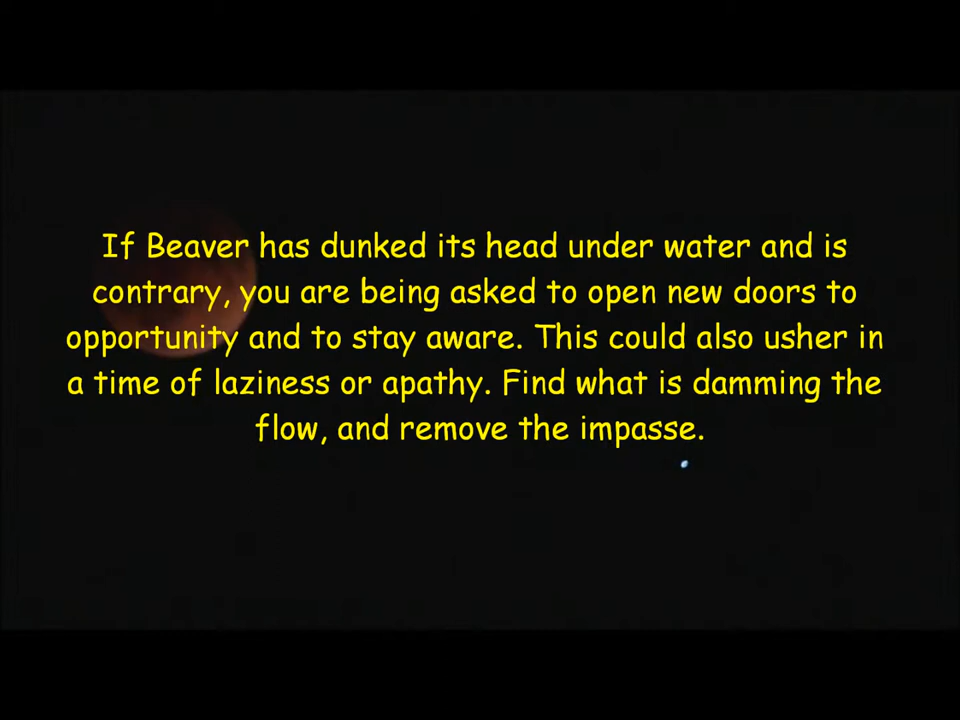 If Beaver has dunked its head under water and is
contrary, you are being asked to open new doors to
opportunity and to stay aware. This could also usher in
a time of laziness or apathy. Find what is damming the
flow, and remove the impasse.